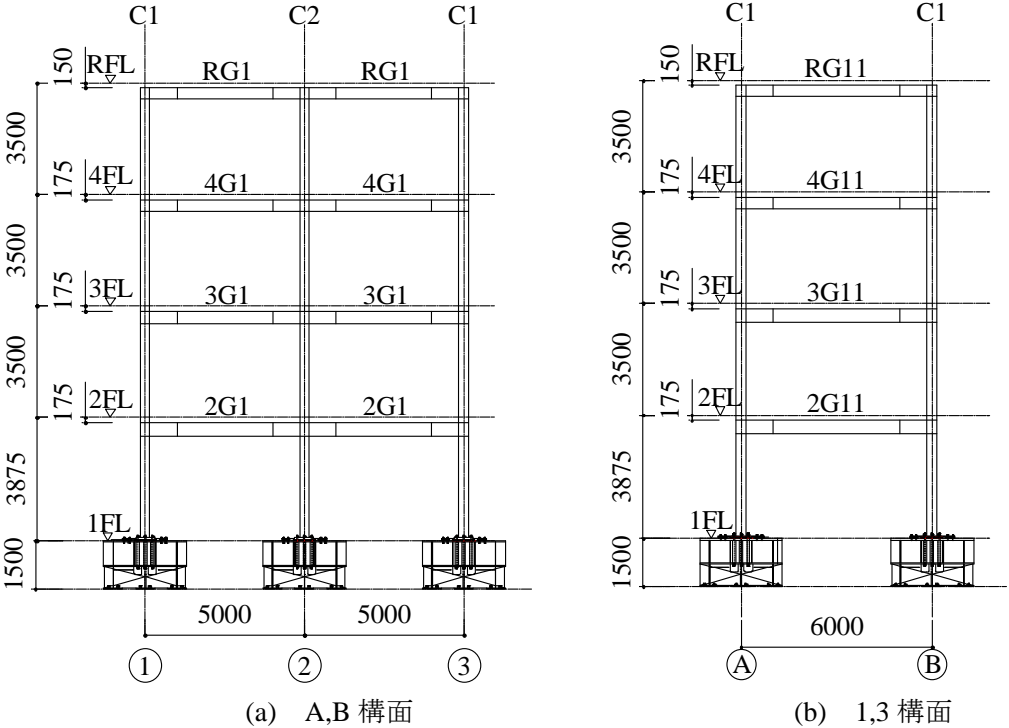 C1 C2 C1
150 RFL RG1 RG1
3500
175 4FL 4G1 4G1
3500
175 3FL 3G1 3G1
3500
175 2FL 2G1 2G1
3875
1FL
1500
5000 5000
1 2 3
(a) A,B 構面
C1 C1
150 RFL RG11
3500
175 4FL 4G11
3500
175 3FL 3G11
3500
175 2FL 2G11
3875
1FL
1500
6000
A B
(b) 1,3 構面